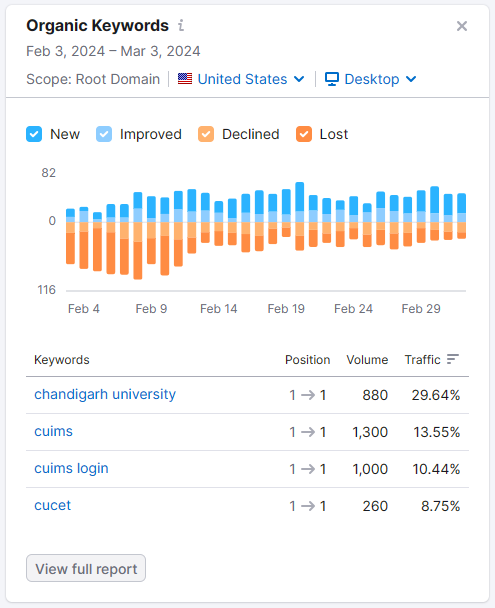 Organic Keywords i
Feb 3, 2024 – Mar 3, 2024
Scope: Root Domain United States Desktop
New Improved Declined Lost
82
0
116
Feb 4 Feb 9 Feb 14 Feb 19 Feb 24 Feb 29
Keywords Position Volume Traffic
chandigarh university 1 → 1 880 29.64%
cuims 1 → 1 1,300 13.55%
cuims login 1 → 1 1,000 10.44%
cucet 1 → 1 260 8.75%
View full report